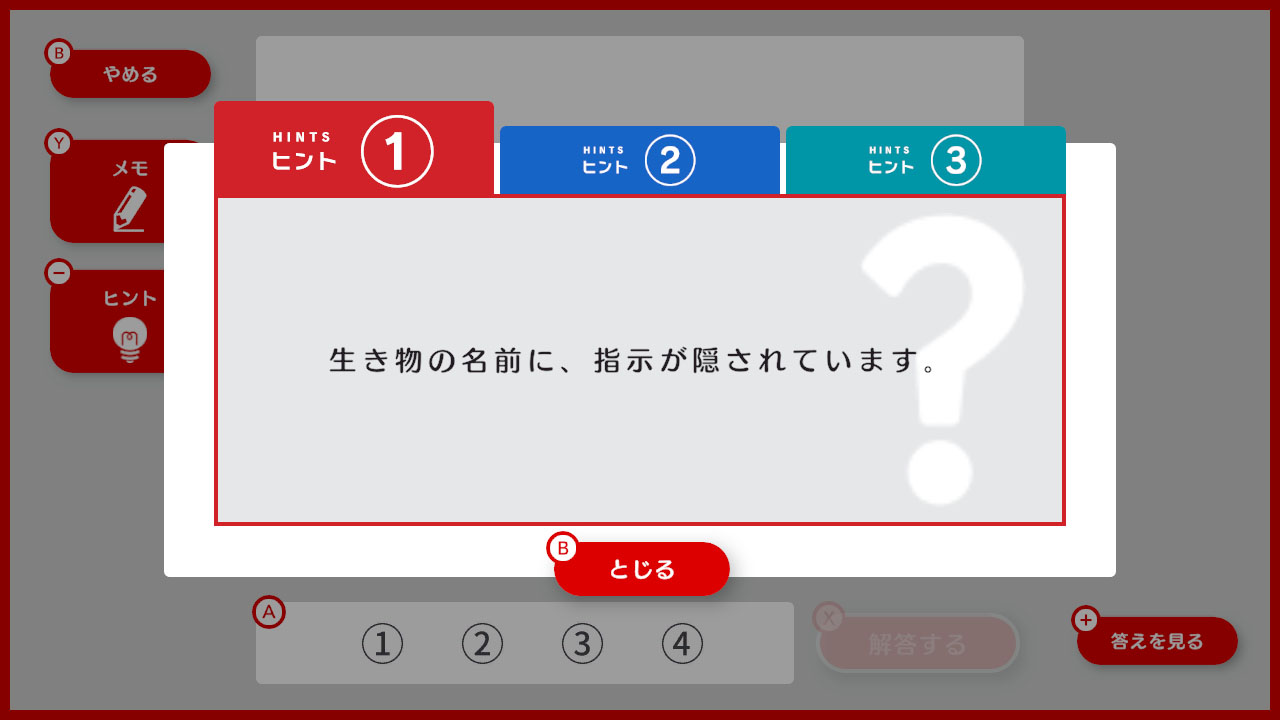 B
やめる
Y
メモ
ヒント
HINTS
ヒント
1
HINTS
ヒント
2
HINTS
ヒント
3
生き物の名前に、指示が隠されています。
B
とじる
A
① ② ③ ④
X
解答する
+
答えを見る